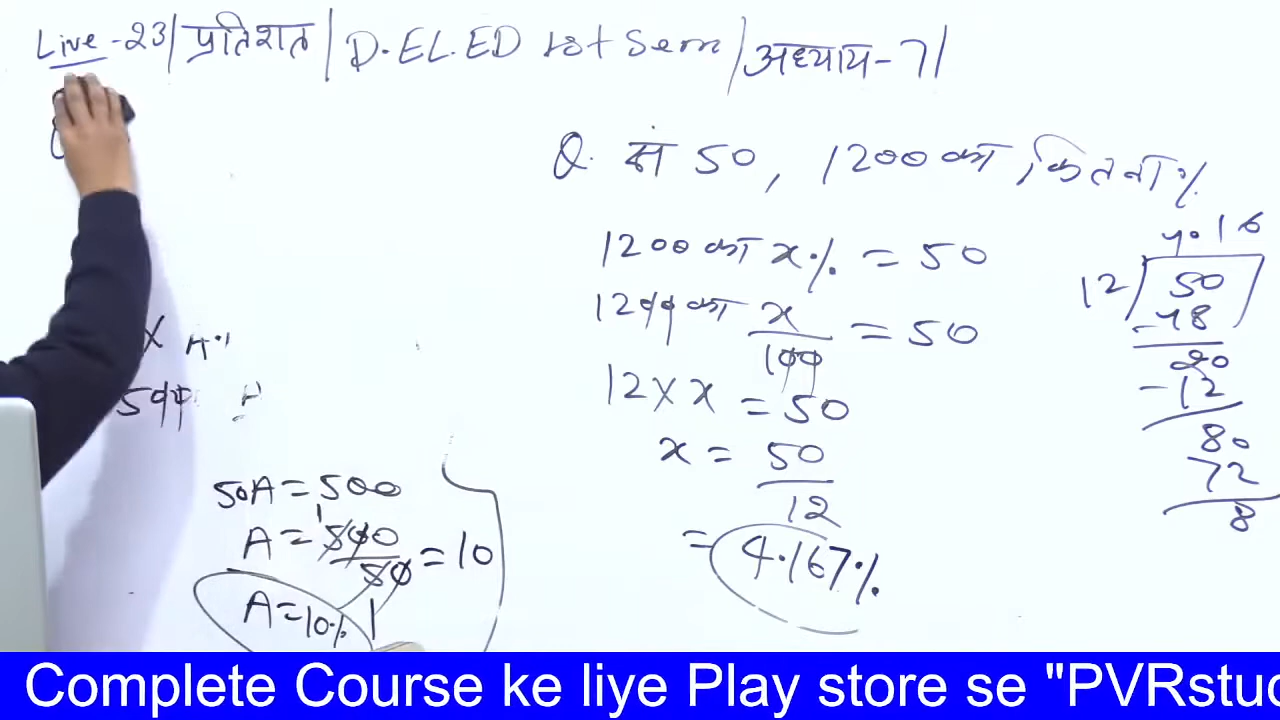 Live-23/प्रतिशत/D.EL.ED 1st Sem/अध्याय-7/
Q. 50, 1200 का कितना %
1200 का x% = 50
1200 का x/100 = 50
12 X x = 50
x = 50/12
= 4.167%
4.16
12 50
-48
20
-12
80
72
8
X A%
500
50A = 500
A = 500/50 = 10
A = 10%
Complete Course ke liye Play store se "PVRstuc